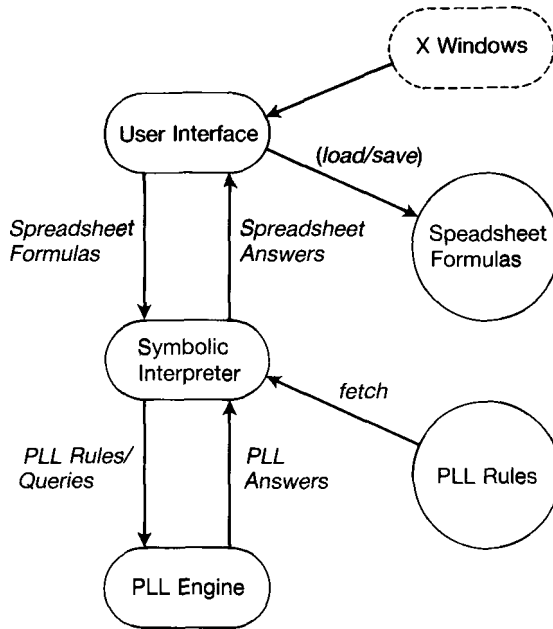 X Windows
User Interface
(load/save)
Spreadsheet
Formulas
Spreadsheet
Answers
Speadsheet
Formulas
Symbolic
Interpreter
fetch
PLL Rules/
Queries
PLL
Answers
PLL Rules
PLL Engine